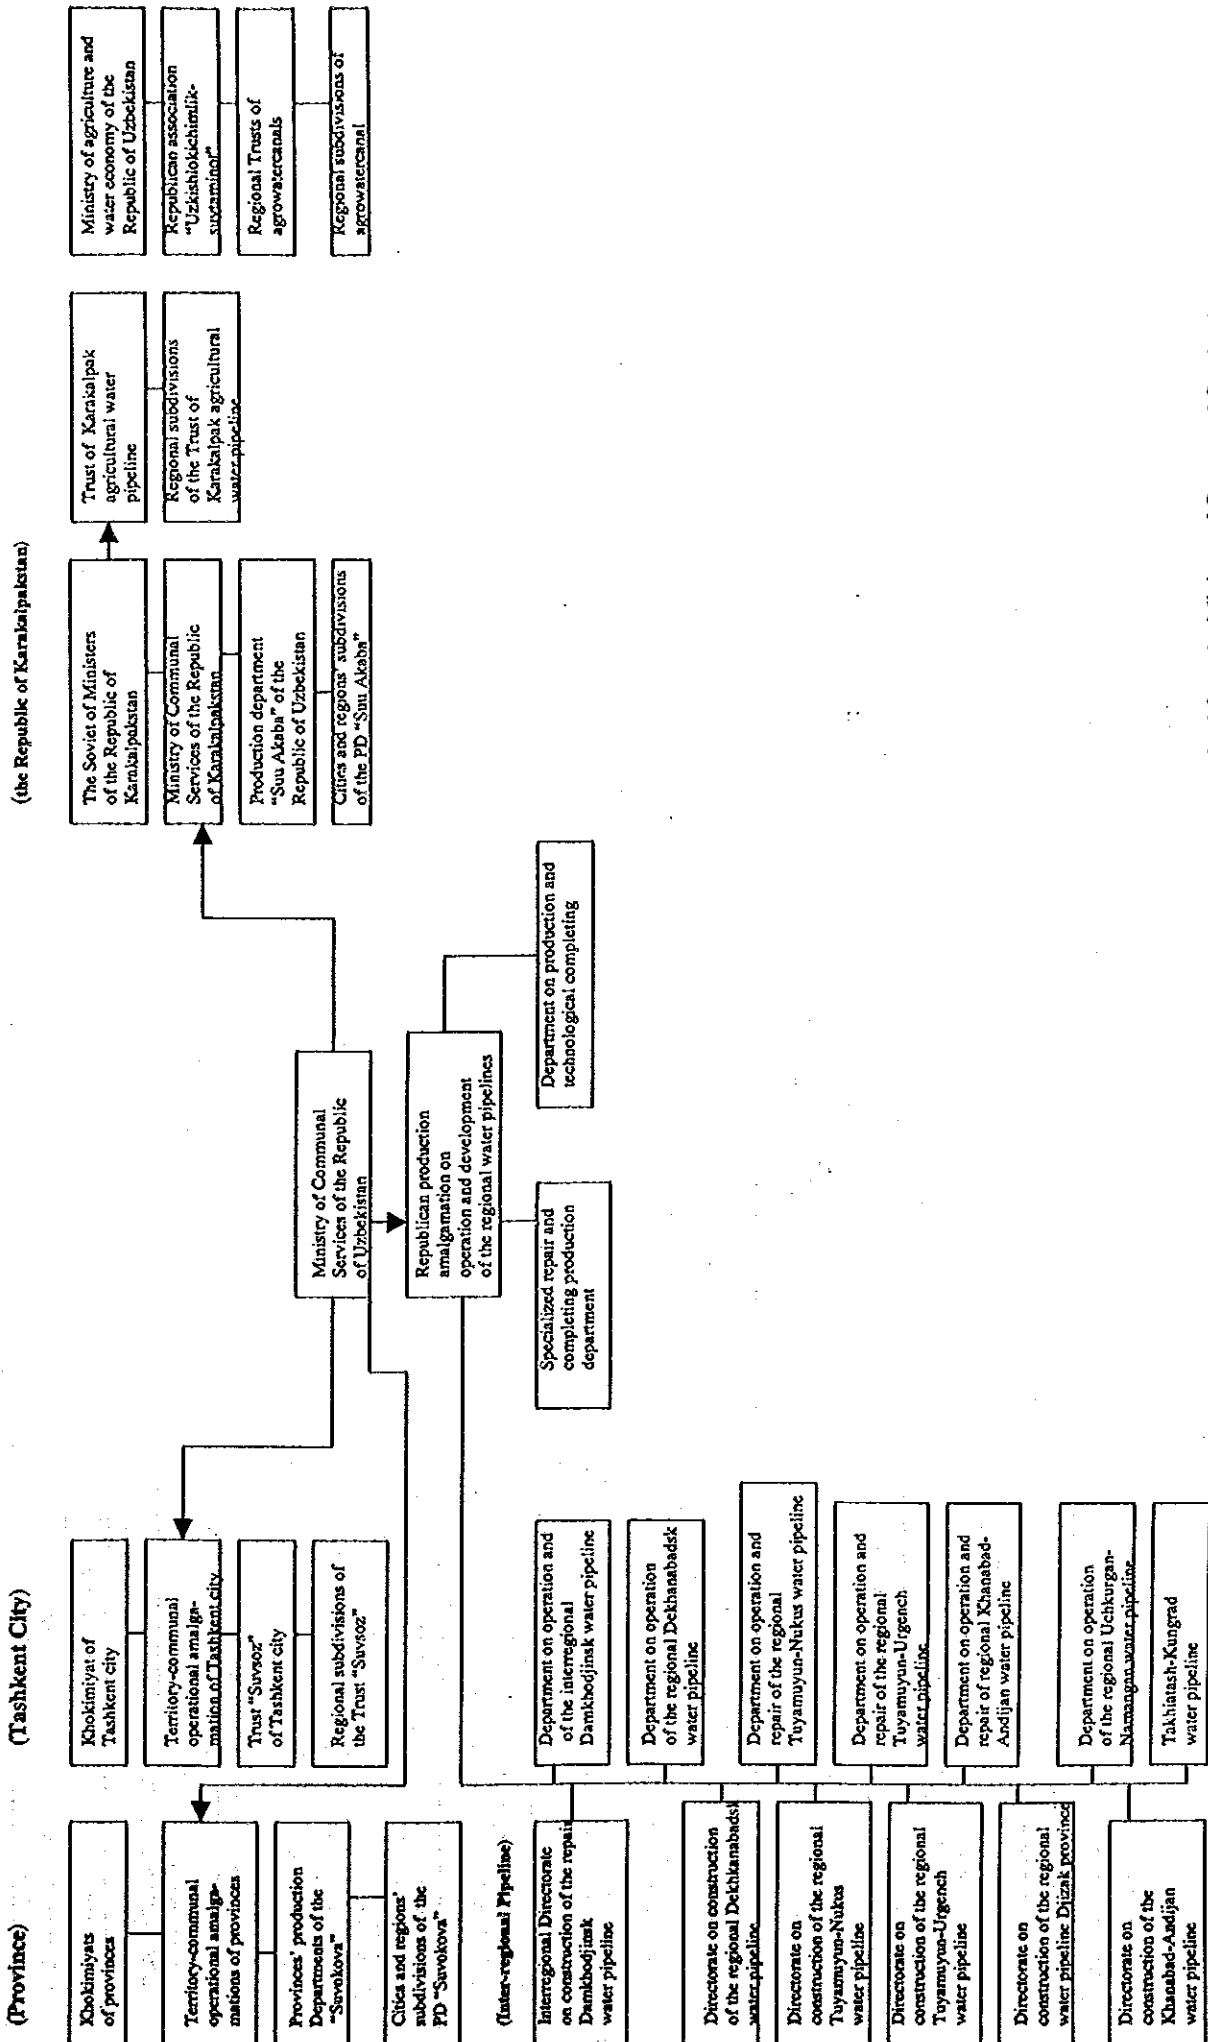 (Province)
Khokimiyats
of provinces
Territory-communal
operational amalga-
mations of provinces
Provinces' production
Departments of the
"Suvokova"
Cities and regions'
subdivisions of the
PD "Suvokova"
(Tashkent City)
Khokimiyat of
Tashkent city
Territory-communal
operational amalga-
mation of Tashkent city
Trust "Suvsoz"
of Tashkent city
Regional subdivisions of
the Trust "Suvsoz"
Ministry of Communal
Services of the Republic
of Uzbekistan
Republican production
amalgamation on
operation and development
of the regional water pipelines
Specialized repair and
completing production
department
Department on production and
technological completing
(the Republic of Karakalpakstan)
The Soviet of Ministers
of the Republic of
Karakalpakstan
Ministry of Communal
Services of the Republic
of Karakalpakstan
Production department
"Suu Akaba" of the
Republic of Uzbekistan
Cities and regions' subdivisions
of the PD "Suu Akaba"
Trust of Karakalpak
agricultural water
pipeline
Regional subdivisions
of the Trust of
Karakalpak agricultural
water pipeline
Ministry of agriculture and
water economy of the
Republic of Uzbekistan
Republican association
"Uzkishlokichimlik-
suvtaminot"
Regional Trusts of
agrowatercanals
Regional subdivisions of
agrowatercanal
(Inter-regional Pipeline)
Interregional Directorate
on construction of the repair
Damkhodjinsk
water pipeline
Directorate on construction
of the regional Dekhkanabadsk
water pipeline
Directorate on
construction of the regional
Tuyamuyun-Nukus
water pipeline
Directorate on
construction of the regional
Tuyamuyun-Urgench
water pipeline
Directorate on
construction of the regional
water pipeline Djizak province
Directorate on
construction of the
Khanabad-Andijan
water pipeline
Department on operation and
of the interregional
Damkhodjinsk water pipeline
Department on operation
of the regional Dekhanabadsk
water pipeline
Department on operation and
repair of the regional
Tuyamuyun-Nukus water pipeline
Department on operation and
repair of the regional
Tuyamuyun-Urgench
water pipeline
Department on operation and
repair of regional Khanabad-
Andijan water pipeline
Department on operation
of the regional Uchkurgan-
Namangan water pipeline
Takhiatash-Kungrad
water pipeline